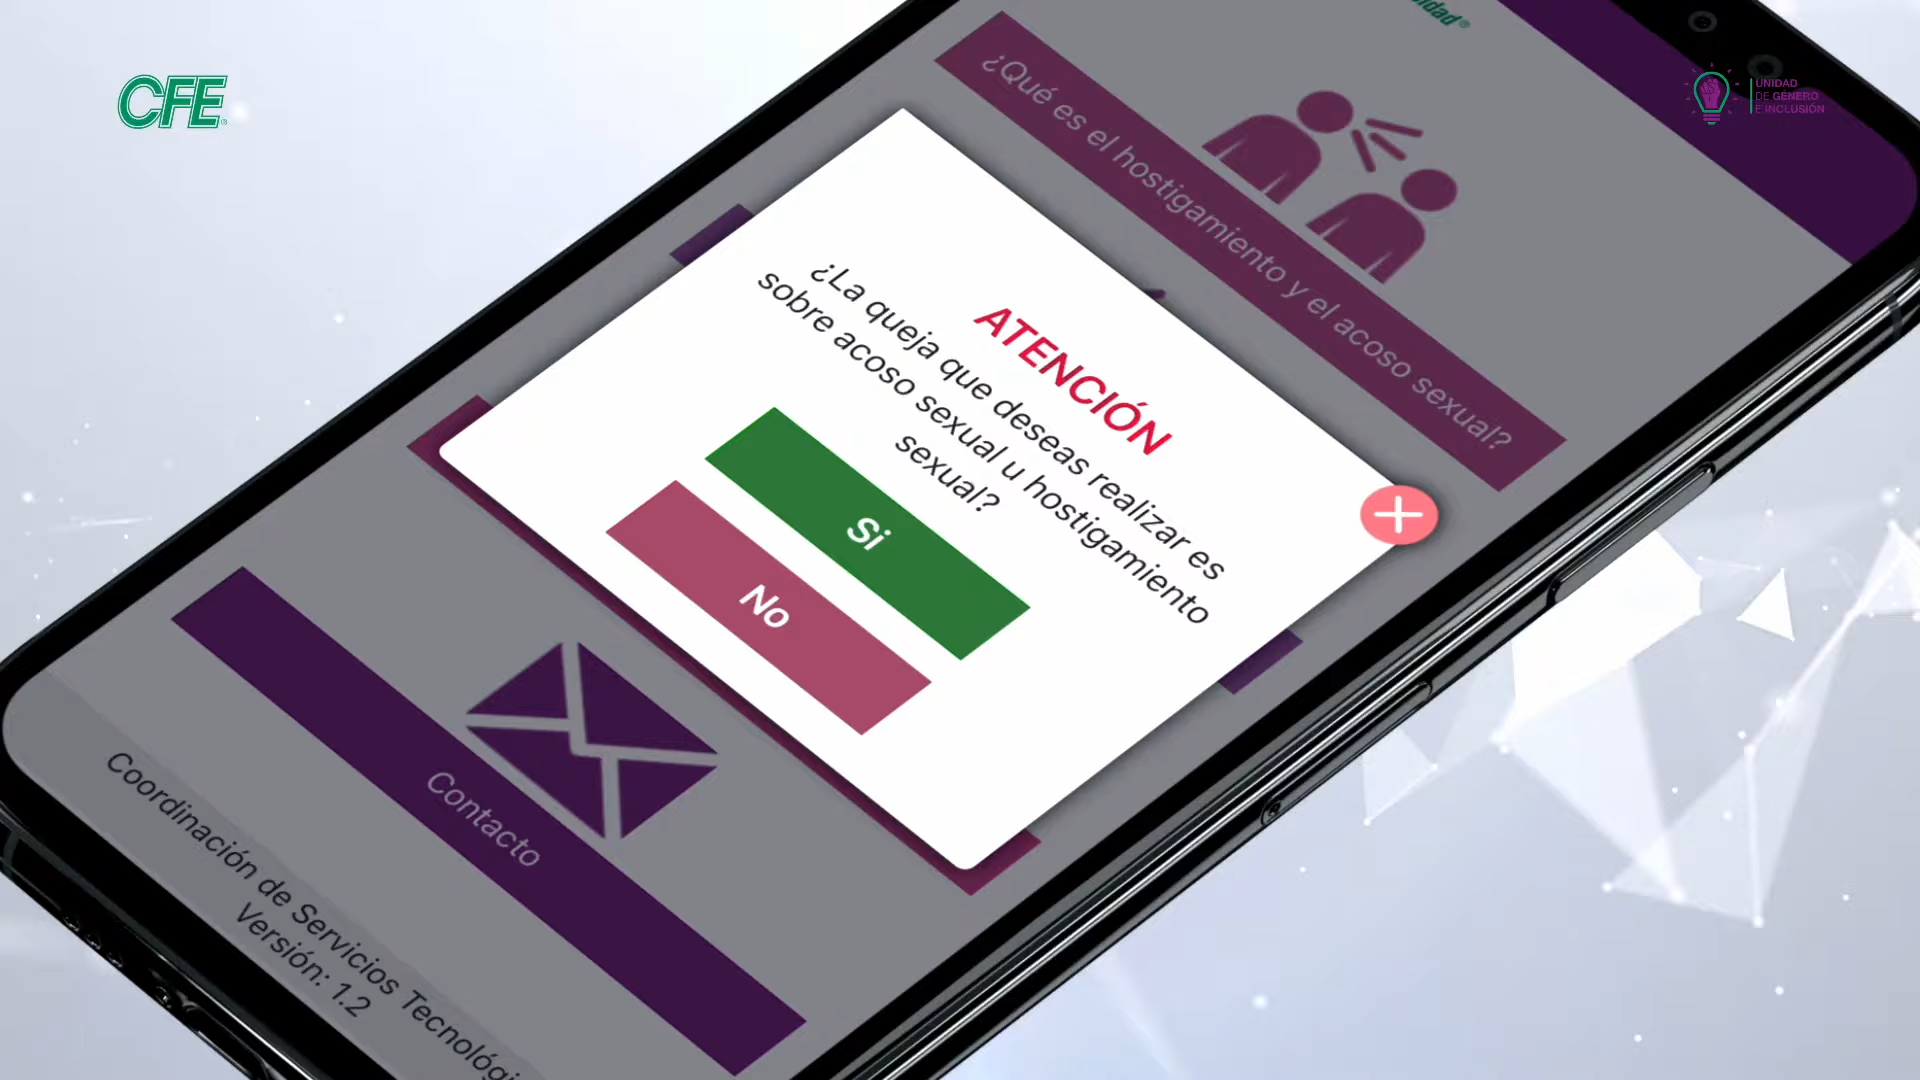 CFE
UNIDAD
DE GÉNERO
E INCLUSIÓN
¿Qué es el hostigamiento y el acoso sexual?
ATENCIÓN
¿La queja que deseas realizar es
sobre acoso sexual u hostigamiento
sexual?
Si
No
Contacto
Coordinación de Servicios
Versión: 1.2